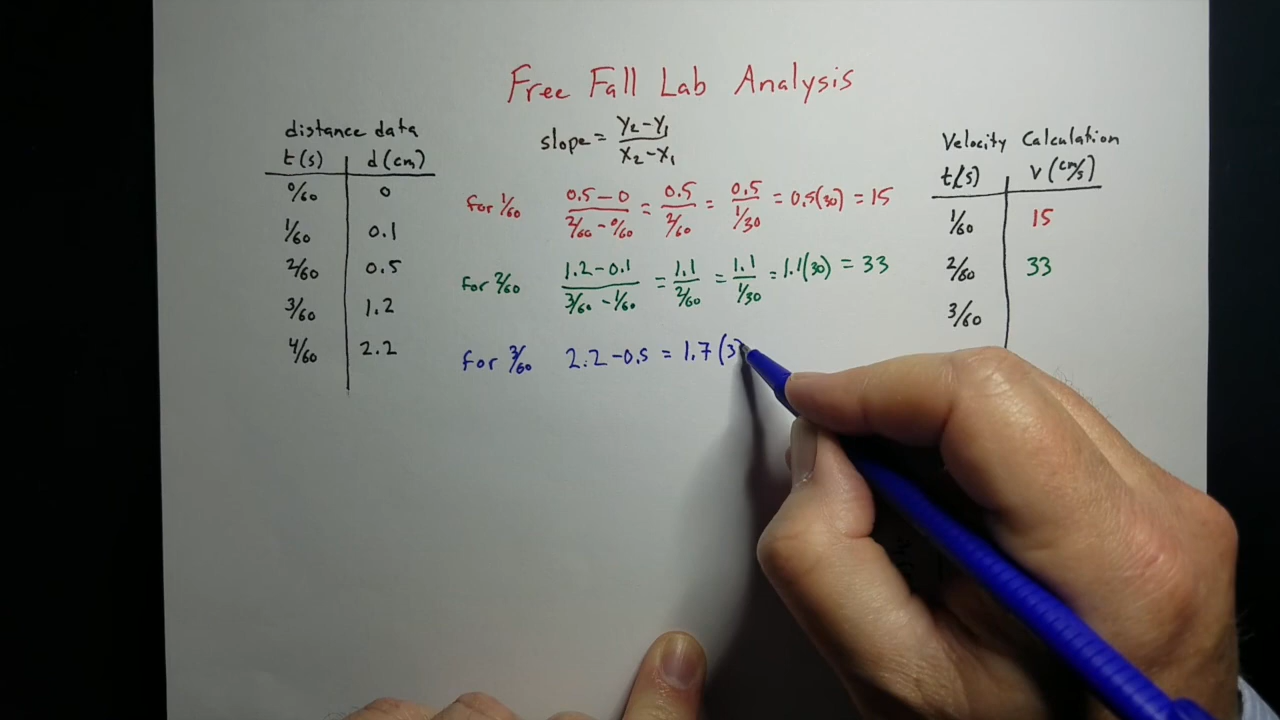 Free Fall Lab Analysis
distance data
t(s) d(cm)
0/60 0
1/60 0.1
2/60 0.5
3/60 1.2
4/60 2.2
slope = (y₂-y₁)/(x₂-x₁)
for 1/60 (0.5-0)/(2/60-0/60) = 0.5/(2/60) = 0.5/(1/30) = 0.5(30) = 15
for 2/60 (1.2-0.1)/(3/60-1/60) = 1.1/(2/60) = 1.1/(1/30) = 1.1(30) = 33
for 3/60 2.2-0.5 = 1.7(3
Velocity Calculation
t(s) v(cm/s)
1/60 15
2/60 33
3/60